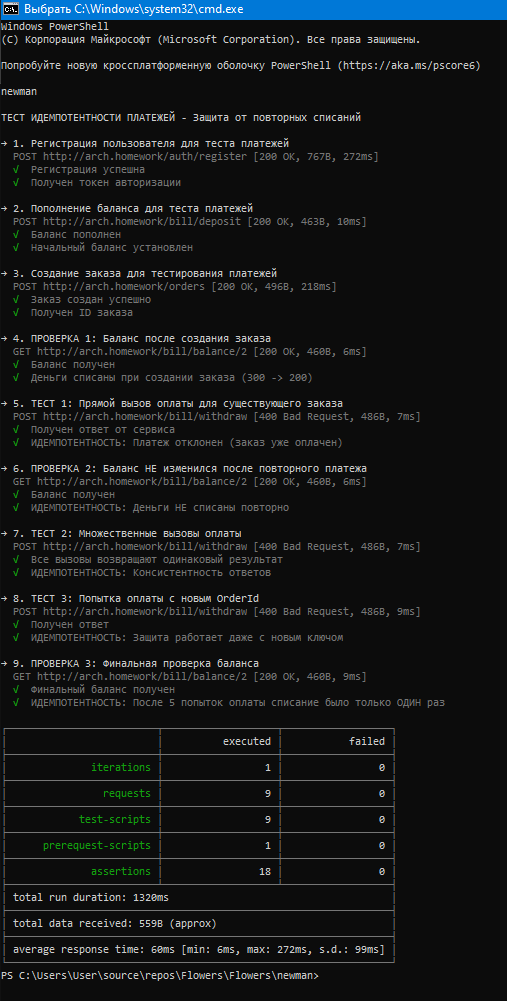 Выбрать C:\Windows\system32\cmd.exe
Windows PowerShell
(C) Корпорация Майкрософт (Microsoft Corporation). Все права защищены.
Попробуйте новую кроссплатформенную оболочку PowerShell (https://aka.ms/pscore6)
newman
ТЕСТ ИДЕМПОТЕНТНОСТИ ПЛАТЕЖЕЙ - Защита от повторных списаний
→ 1. Регистрация пользователя для теста платежей
POST http://arch.homework/auth/register [200 OK, 767B, 272ms]
√ Регистрация успешна
√ Получен токен авторизации
→ 2. Пополнение баланса для теста платежей
POST http://arch.homework/bill/deposit [200 OK, 463B, 10ms]
√ Баланс пополнен
√ Начальный баланс установлен
→ 3. Создание заказа для тестирования платежей
POST http://arch.homework/orders [200 OK, 496B, 218ms]
√ Заказ создан успешно
√ Получен ID заказа
→ 4. ПРОВЕРКА 1: Баланс после создания заказа
GET http://arch.homework/bill/balance/2 [200 OK, 460B, 6ms]
√ Баланс получен
√ Деньги списаны при создании заказа (300 -> 200)
→ 5. ТЕСТ 1: Прямой вызов оплаты для существующего заказа
POST http://arch.homework/bill/withdraw [400 Bad Request, 486B, 7ms]
√ Получен ответ от сервиса
√ ИДЕМПОТЕНТНОСТЬ: Платеж отклонен (заказ уже оплачен)
→ 6. ПРОВЕРКА 2: Баланс НЕ изменился после повторного платежа
GET http://arch.homework/bill/balance/2 [200 OK, 460B, 6ms]
√ Баланс получен
√ ИДЕМПОТЕНТНОСТЬ: Деньги НЕ списаны повторно
→ 7. ТЕСТ 2: Множественные вызовы оплаты
POST http://arch.homework/bill/withdraw [400 Bad Request, 486B, 7ms]
√ Все вызовы возвращают одинаковый результат
√ ИДЕМПОТЕНТНОСТЬ: Консистентность ответов
→ 8. ТЕСТ 3: Попытка оплаты с новым OrderId
POST http://arch.homework/bill/withdraw [400 Bad Request, 486B, 9ms]
√ Получен ответ
√ ИДЕМПОТЕНТНОСТЬ: Защита работает даже с новым ключом
→ 9. ПРОВЕРКА 3: Финальная проверка баланса
GET http://arch.homework/bill/balance/2 [200 OK, 460B, 9ms]
√ Финальный баланс получен
√ ИДЕМПОТЕНТНОСТЬ: После 5 попыток оплаты списание было только ОДИН раз
executed failed
iterations 1 0
requests 9 0
test-scripts 9 0
prerequest-scripts 1 0
assertions 18 0
total run duration: 1320ms
total data received: 559B (approx)
average response time: 60ms [min: 6ms, max: 272ms, s.d.: 99ms]
PS C:\Users\User\source\repos\Flowers\Flowers\newman>